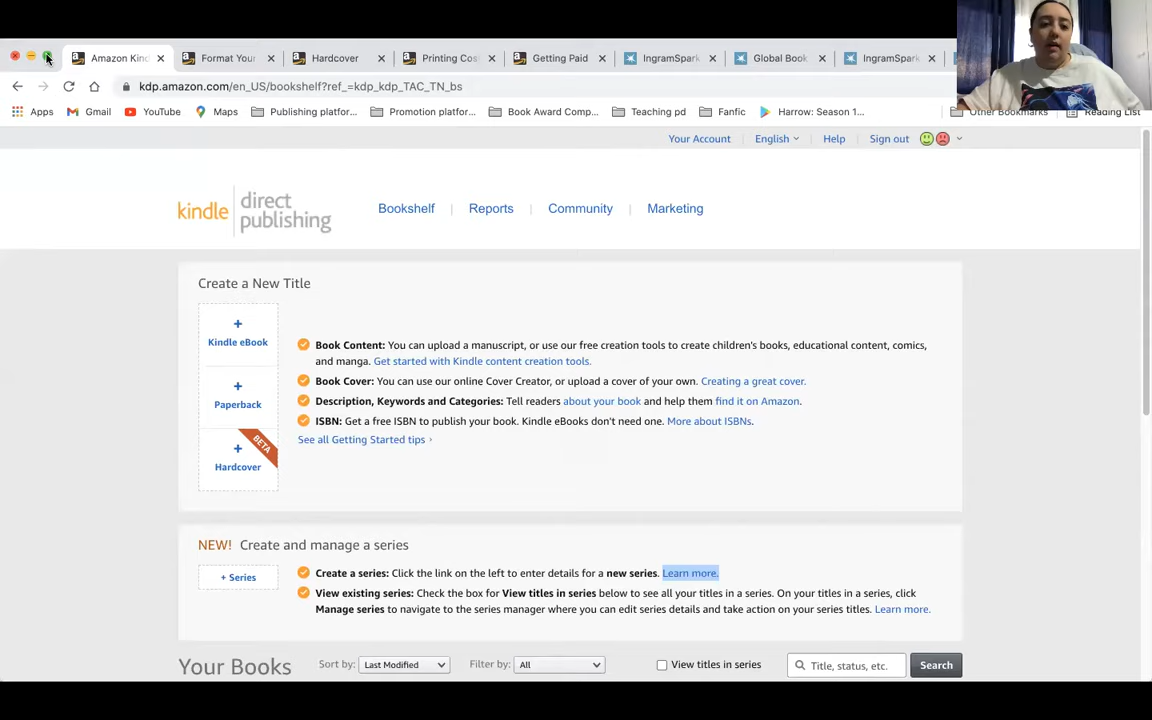 Amazon Kin
Format Your
Hardcover
Printing Cos
Getting Paid
IngramSpark
Global Book
IngramSpark
kdp.amazon.com/en_US/bookshelf?ref_=kdp_kdp_TAC_TN_bs
Apps
Gmail
YouTube
Maps
Publishing platfor...
Promotion platfor...
Book Award Comp...
Teaching pd
Fanfic
Harrow: Season 1...
Other Bookmarks
Reading List
Your Account
English
Help
Sign out
kindle direct publishing
Bookshelf
Reports
Community
Marketing
Create a New Title
+
Kindle eBook
+
Paperback
BETA
+
Hardcover
Book Content: You can upload a manuscript, or use our free creation tools to create children's books, educational content, comics,
and manga. Get started with Kindle content creation tools.
Book Cover: You can use our online Cover Creator, or upload a cover of your own. Creating a great cover.
Description, Keywords and Categories: Tell readers about your book and help them find it on Amazon.
ISBN: Get a free ISBN to publish your book. Kindle eBooks don't need one. More about ISBNs.
See all Getting Started tips ›
NEW! Create and manage a series
+ Series
Create a series: Click the link on the left to enter details for a new series. Learn more.
View existing series: Check the box for View titles in series below to see all your titles in a series. On your titles in a series, click
Manage series to navigate to the series manager where you can edit series details and take action on your series titles. Learn more.
Your Books
Sort by:
Last Modified
Filter by:
All
View titles in series
Title, status, etc.
Search